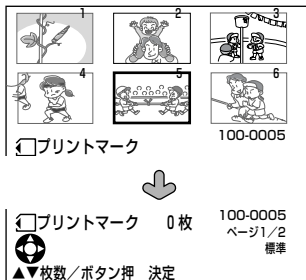 1 2 3
4 5 6
プリントマーク 100-0005
プリントマーク 0枚 100-0005
ページ1/2
標準
▲▼枚数/ボタン押 決定